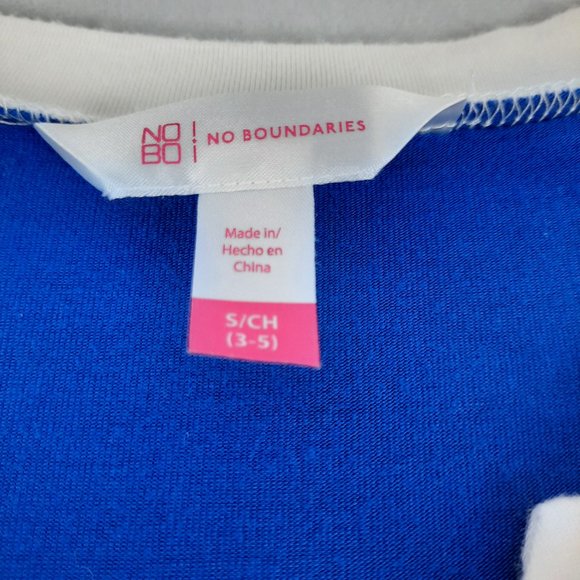 NO
BO
NO BOUNDARIES
Made in/
Hecho en
China
S/CH
(3-5)